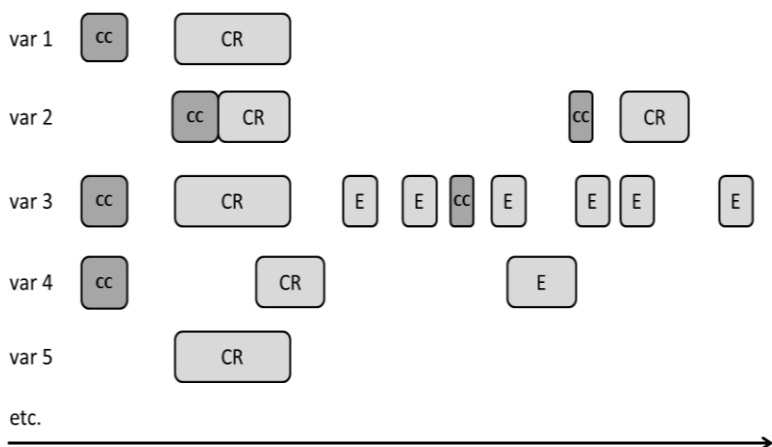 var 1 cc CR
var 2 cc CR cc CR
var 3 cc CR E E cc E E E E
var 4 cc CR E
var 5 CR
etc.